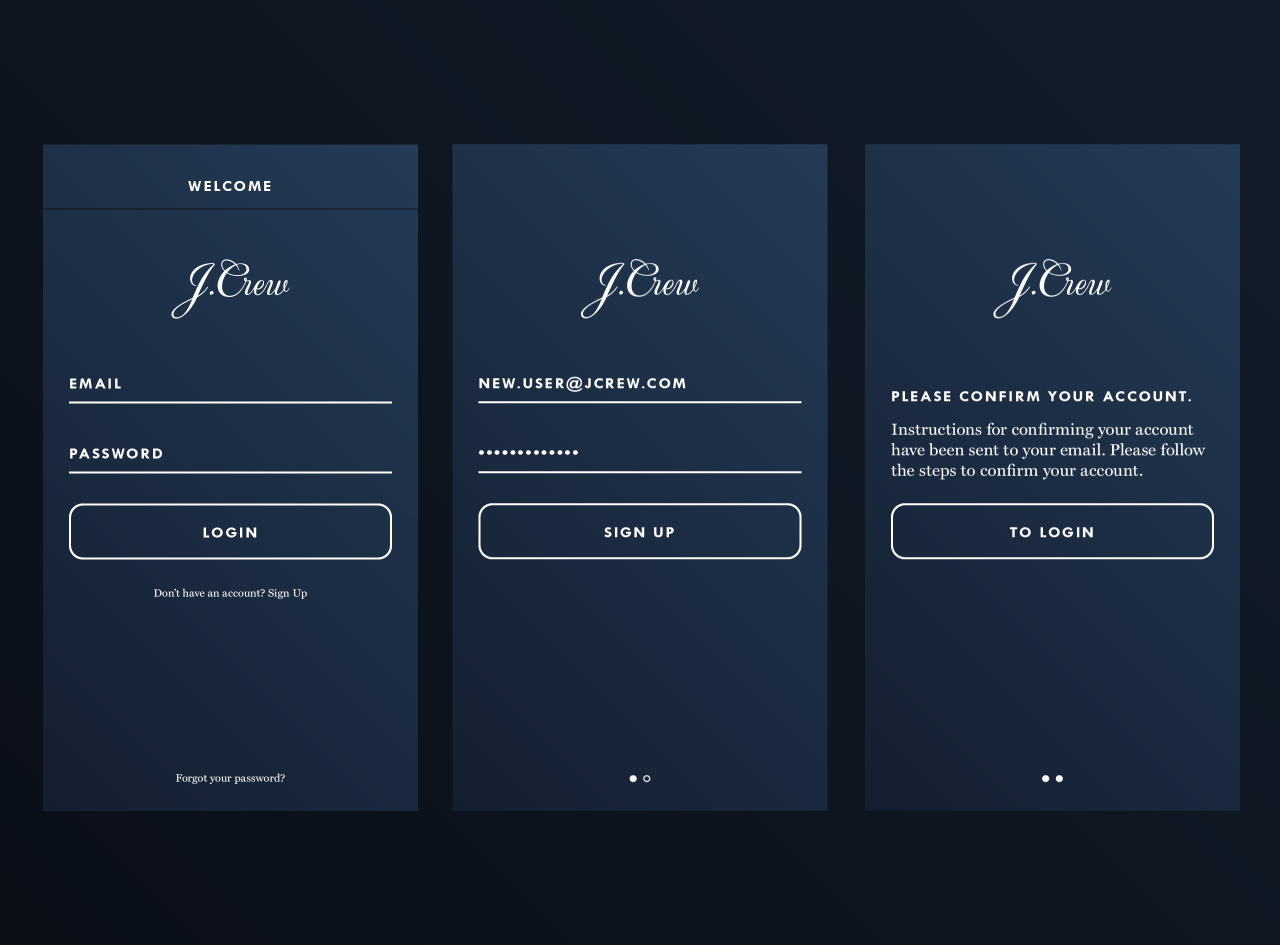 WELCOME
J.Crew
EMAIL
PASSWORD
LOGIN
Don't have an account? Sign Up
Forgot your password?
J.Crew
NEW.USER@JCREW.COM
•••••••••••••
SIGN UP
J.Crew
PLEASE CONFIRM YOUR ACCOUNT.
Instructions for confirming your account
have been sent to your email. Please follow
the steps to confirm your account.
TO LOGIN